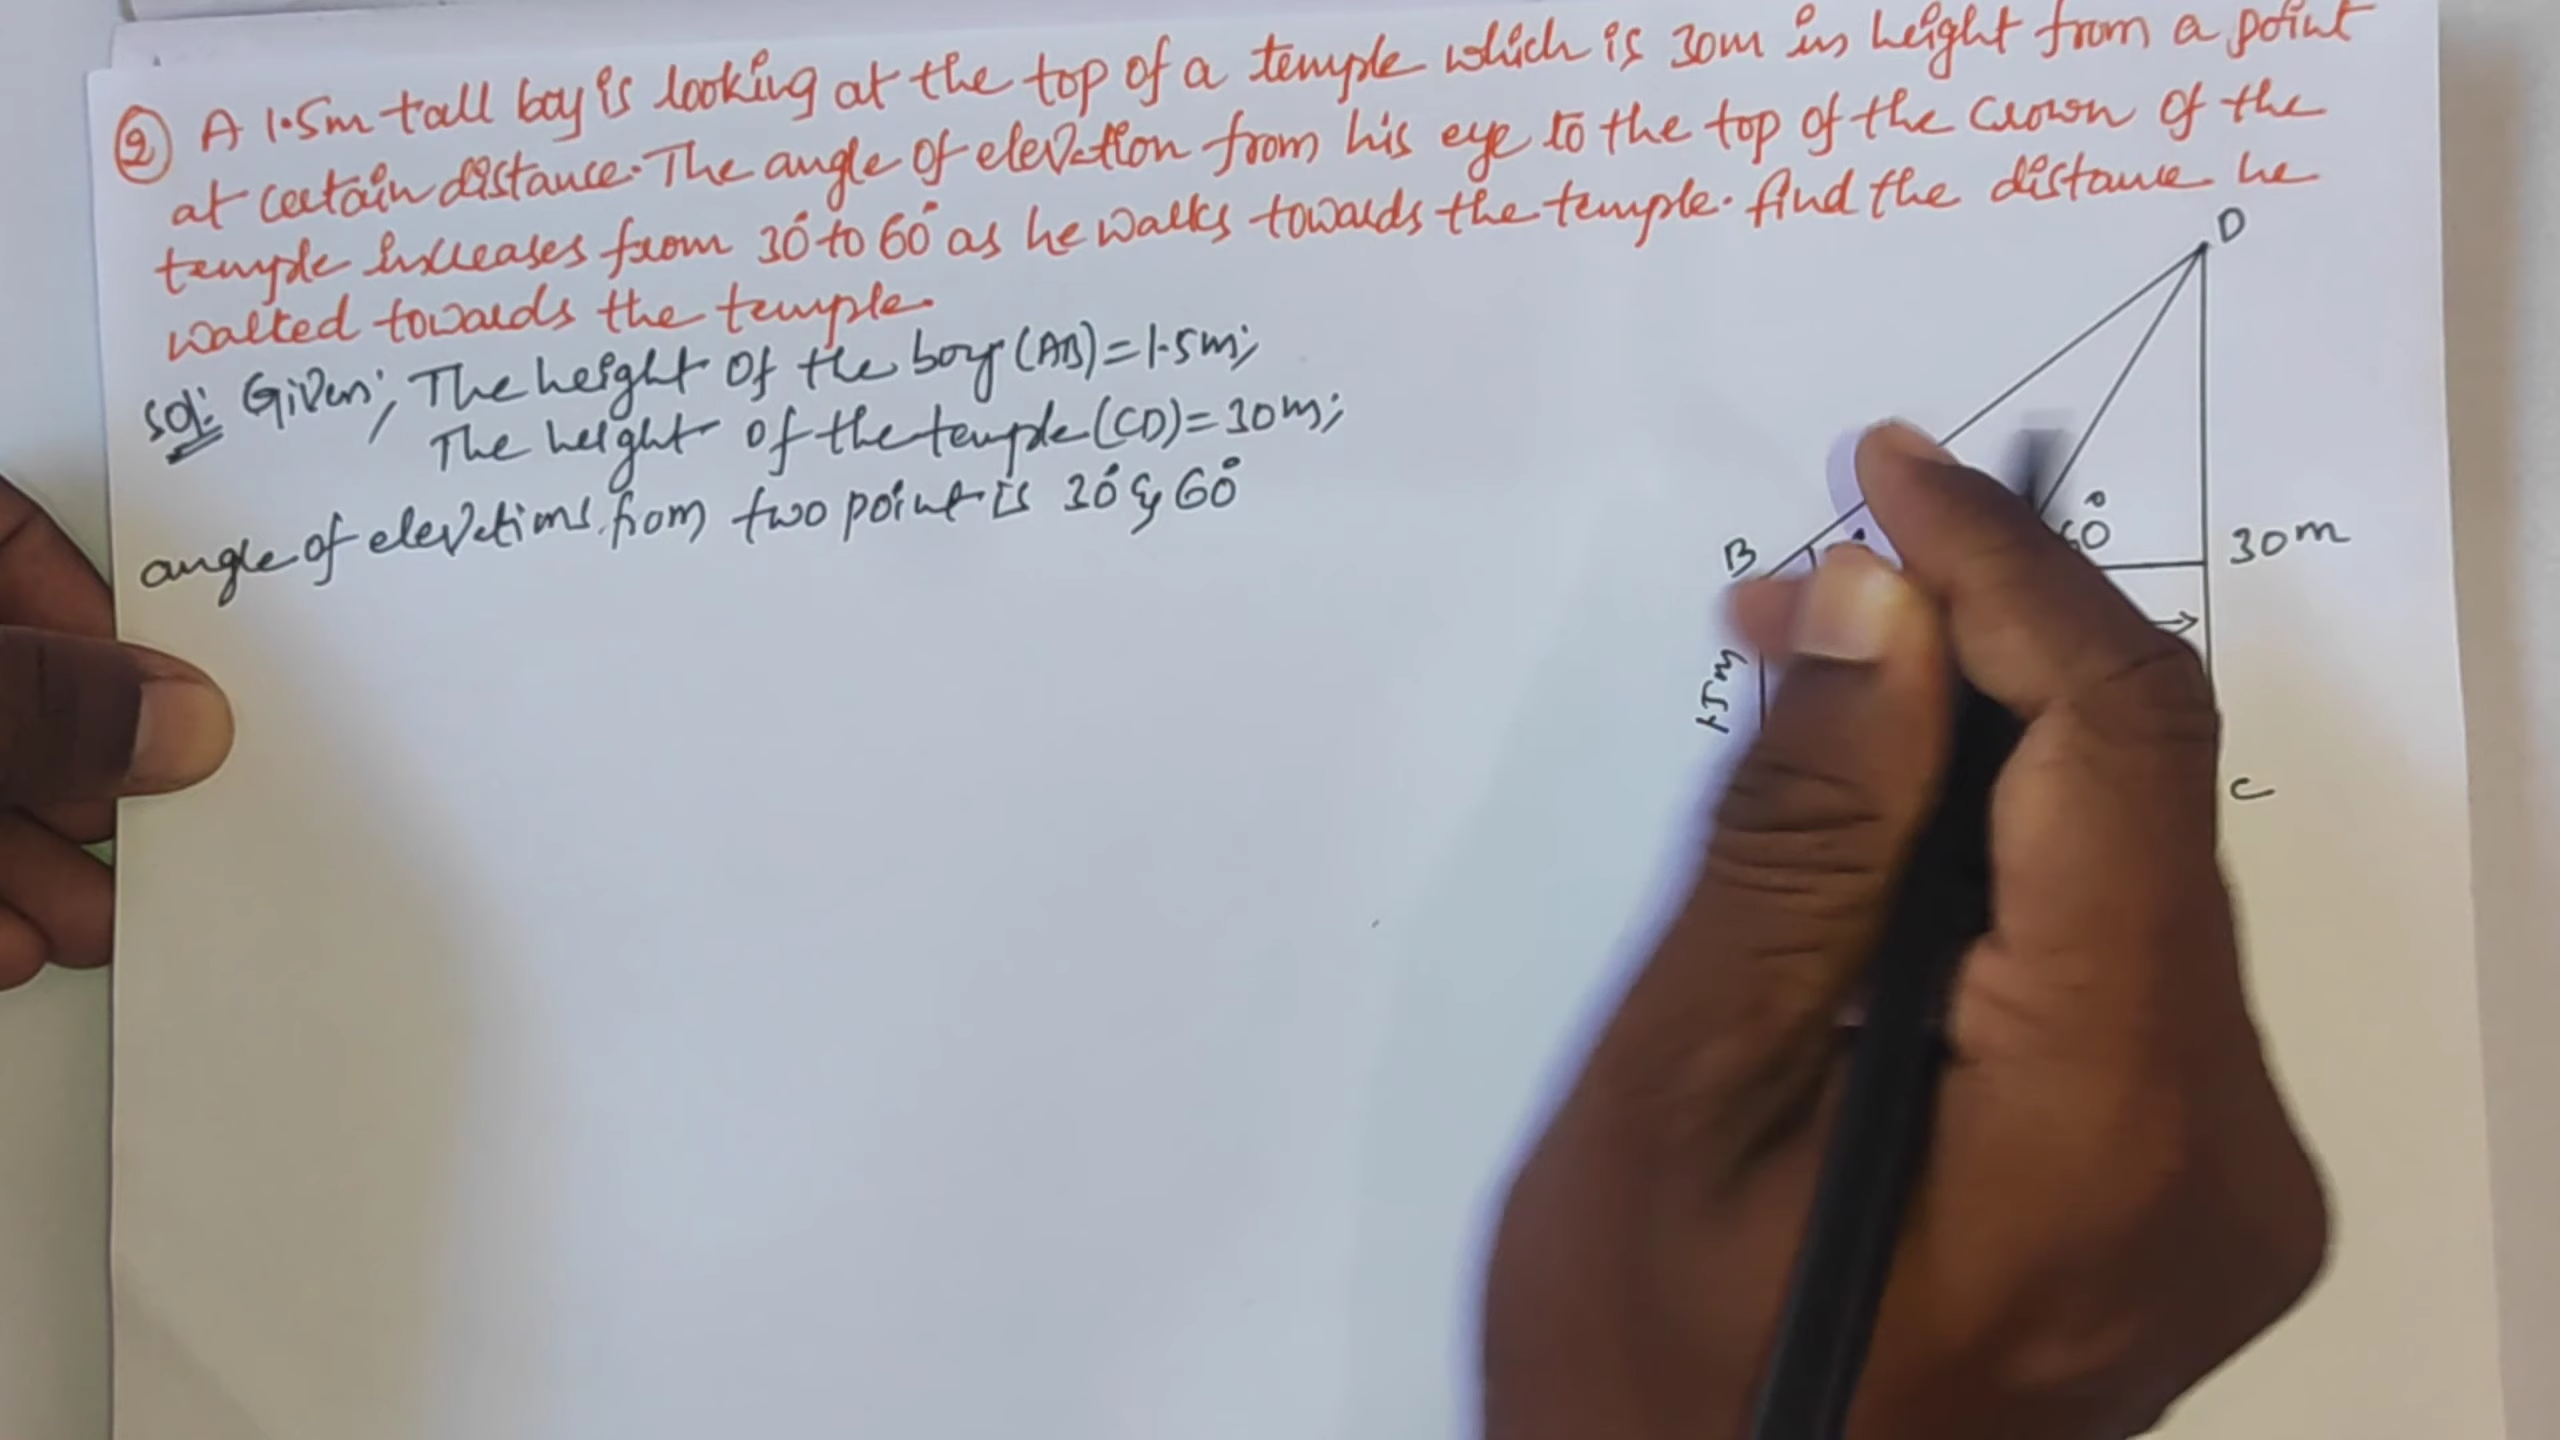 ② A 1.5m tall boy is looking at the top of a temple which is 30m in height from a point
at certain distance. The angle of elevation from his eye to the top of the crown of the
temple increases from 30° to 60° as he walks towards the temple. find the distance he
walked towards the temple.
Sol: Given; The height of the boy (AB) = 1.5m;
The height of the temple (CD) = 30m;
angle of elevations from two point is 30° & 60°
D
B
60°
30m
1.5m
C